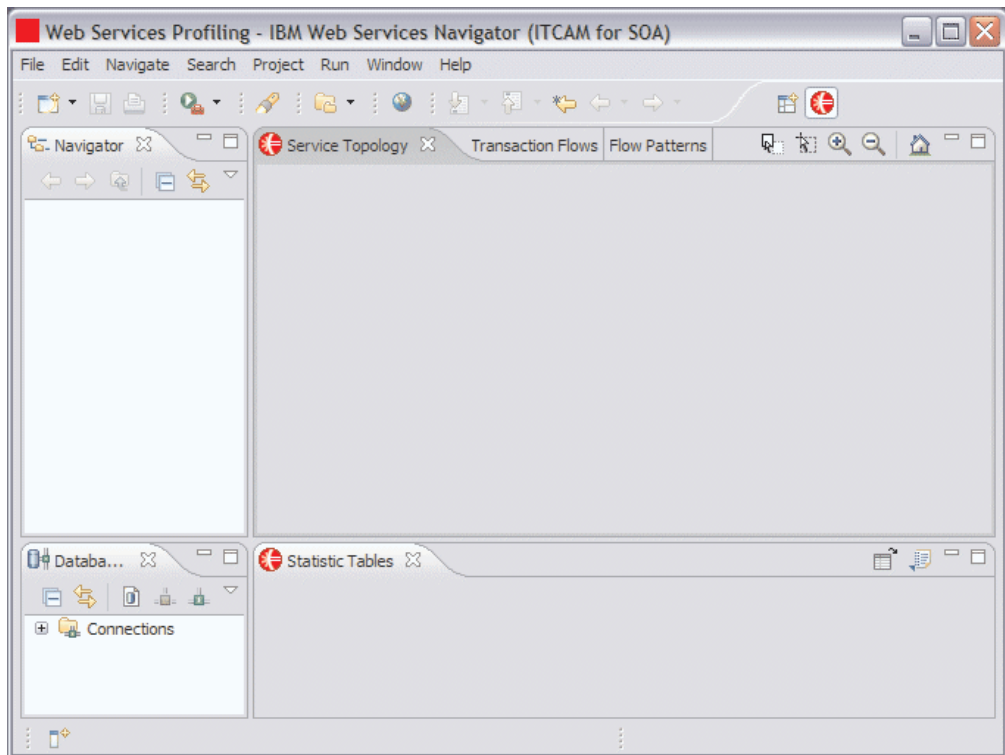 Web Services Profiling - IBM Web Services Navigator (ITCAM for SOA)
File Edit Navigate Search Project Run Window Help
Navigator
Service Topology
Transaction Flows
Flow Patterns
Databa...
Statistic Tables
Connections